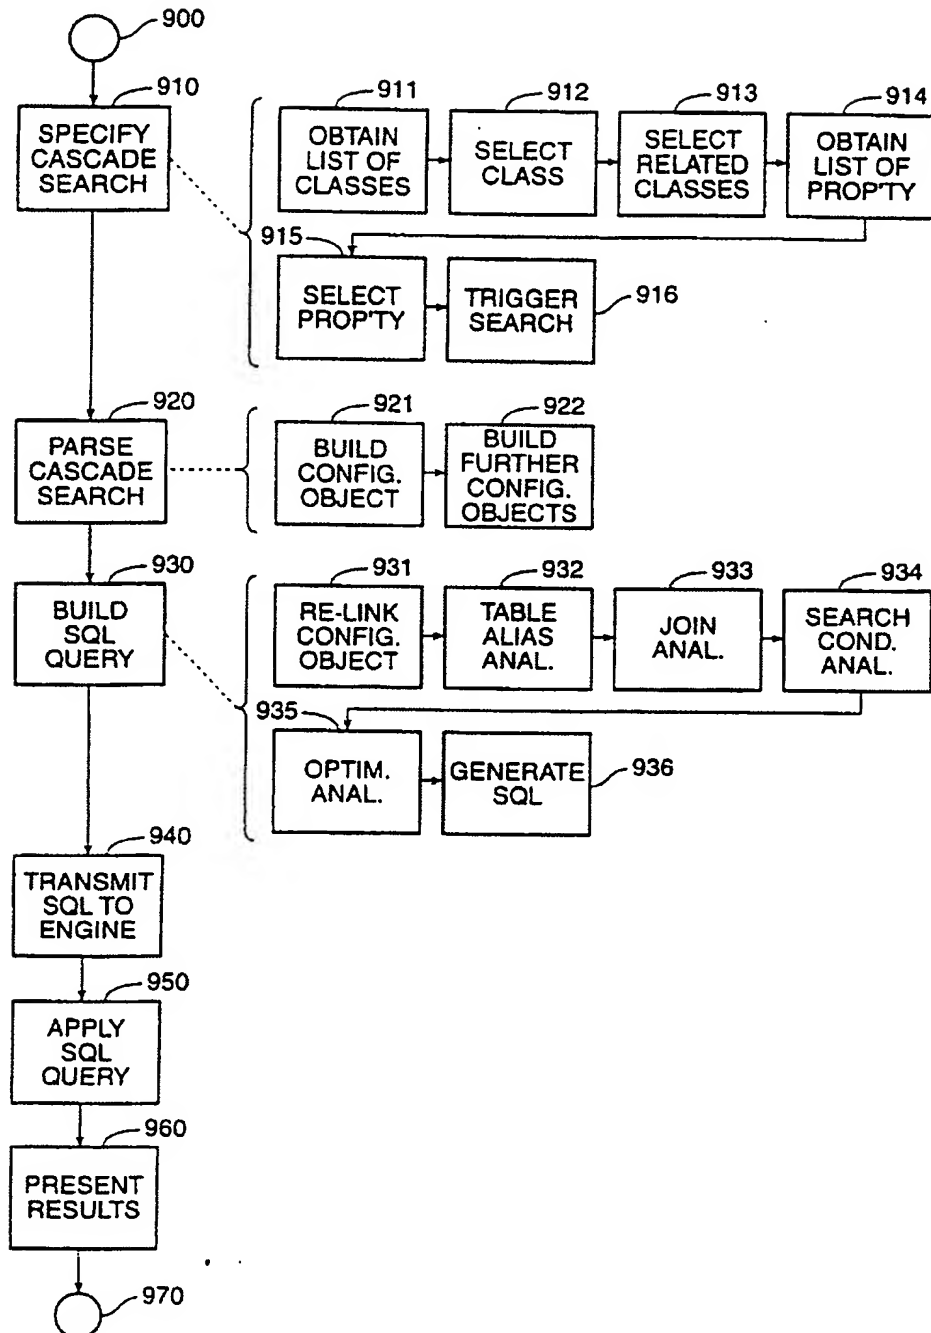 900
910
SPECIFY
CASCADE
SEARCH
911
OBTAIN
LIST OF
CLASSES
912
SELECT
CLASS
913
SELECT
RELATED
CLASSES
914
OBTAIN
LIST OF
PROP'TY
915
SELECT
PROP'TY
TRIGGER
SEARCH
916
920
PARSE
CASCADE
SEARCH
921
BUILD
CONFIG.
OBJECT
922
BUILD
FURTHER
CONFIG.
OBJECTS
930
BUILD
SQL
QUERY
931
RE-LINK
CONFIG.
OBJECT
932
TABLE
ALIAS
ANAL.
933
JOIN
ANAL.
934
SEARCH
COND.
ANAL.
935
OPTIM.
ANAL.
GENERATE
SQL
936
940
TRANSMIT
SQL TO
ENGINE
950
APPLY
SQL
QUERY
960
PRESENT
RESULTS
970